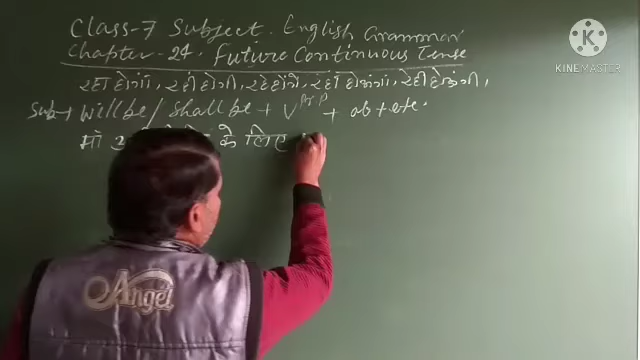 Class-7 Subject. English Grammar
Chapter-24. Future Continuous Tense
रहा होगा, रही होगी, रहे होंगे, रहा होऊंगा, रही होऊंगी,
Sub+ will be/shall be + V + ob + etc.
माँ के लिए
KINEMASTER
Angel